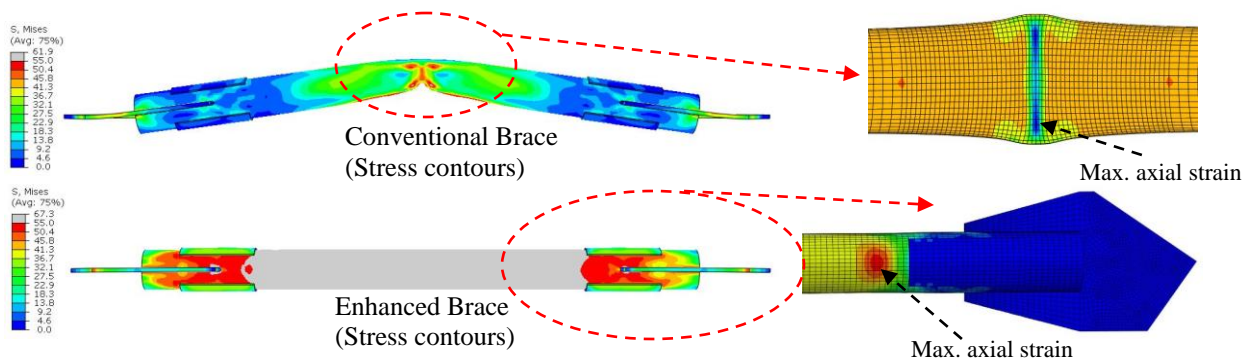 S, Mises
(Avg: 75%)
61.9
55.0
50.4
45.8
41.3
36.7
32.1
27.5
22.9
18.3
13.8
9.2
4.6
0.0
Conventional Brace
(Stress contours)
Max. axial strain
S, Mises
(Avg: 75%)
67.3
55.0
50.4
45.8
41.3
36.7
32.1
27.5
22.9
18.3
13.8
9.2
4.6
0.0
Enhanced Brace
(Stress contours)
Max. axial strain